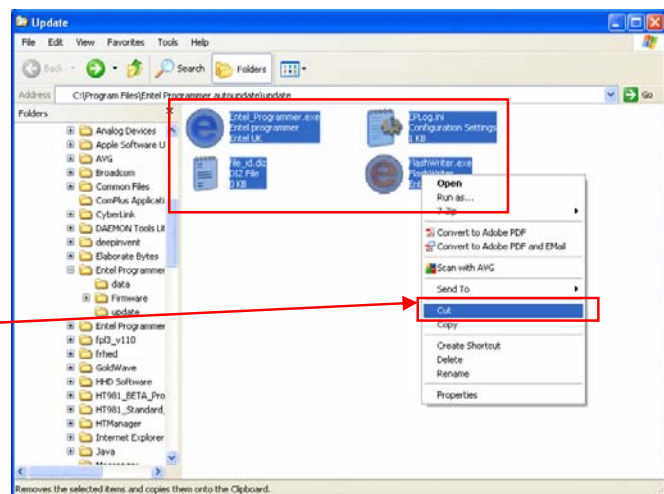 Update
File Edit View Favorites Tools Help
Back Search Folders
Address C:\Program Files\Entel Programmer autoupdate\update Go
Folders x
Analog Devices
Apple Software U
AVG
Broadcom
Common Files
ComPlus Applicati
CyberLink
DAEMON Tools Lit
deepinvent
Elaborate Bytes
Entel Programmer
data
Firmware
update
Entel Programmer
fpl3_v110
frhed
GoldWave
HHD Software
HT981_BETA_Pro
HT981_Standard_
HTManager
Internet Explorer
Java
Entel_Programmer.exe
Entel programmer
Entel UK
EPLog.ini
Configuration Settings
1 KB
file_id.diz
DIZ File
0 KB
FlashWriter.exe
FlashWriter
Open
Run as...
7-Zip
Convert to Adobe PDF
Convert to Adobe PDF and EMail
Scan with AVG
Send To
Cut
Copy
Create Shortcut
Delete
Rename
Properties
Removes the selected items and copies them onto the Clipboard.